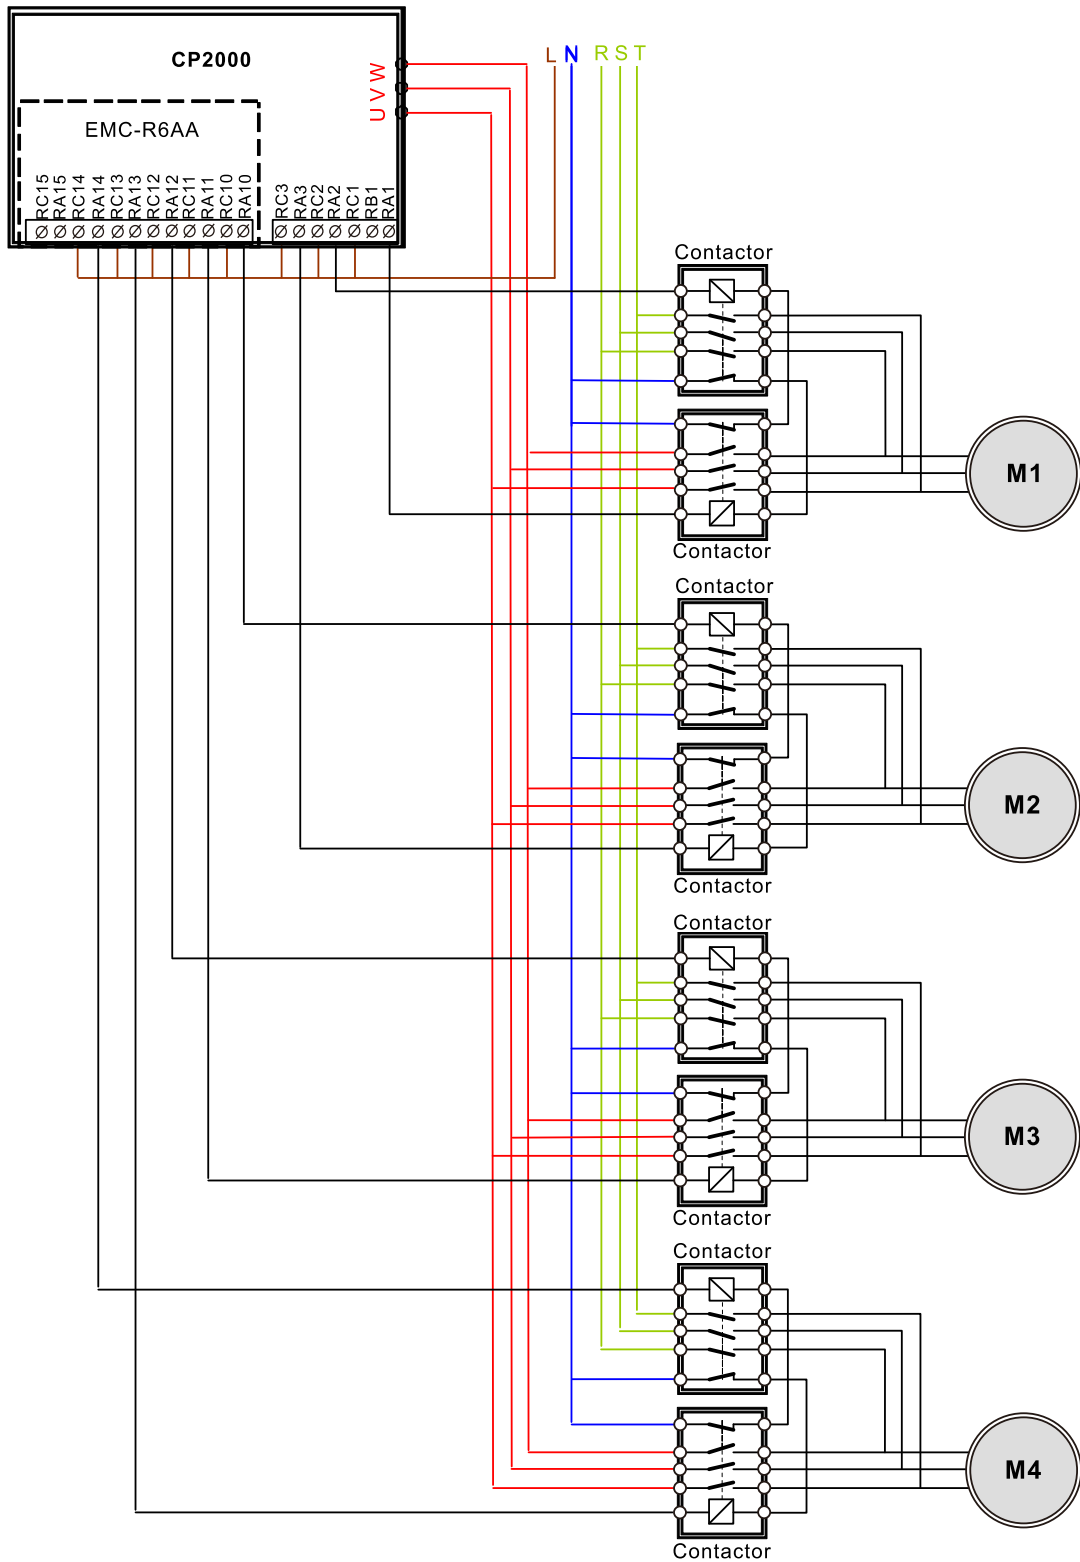 CP2000
L N R S T
U V W
EMC-R6AA
RC15
RA15
RC14
RA14
RC13
RA13
RC12
RA12
RC11
RA11
RC10
RA10
RC3
RA3
RC2
RA2
RC1
RB1
RA1
Contactor
M1
Contactor
Contactor
M2
Contactor
Contactor
M3
Contactor
Contactor
M4
Contactor